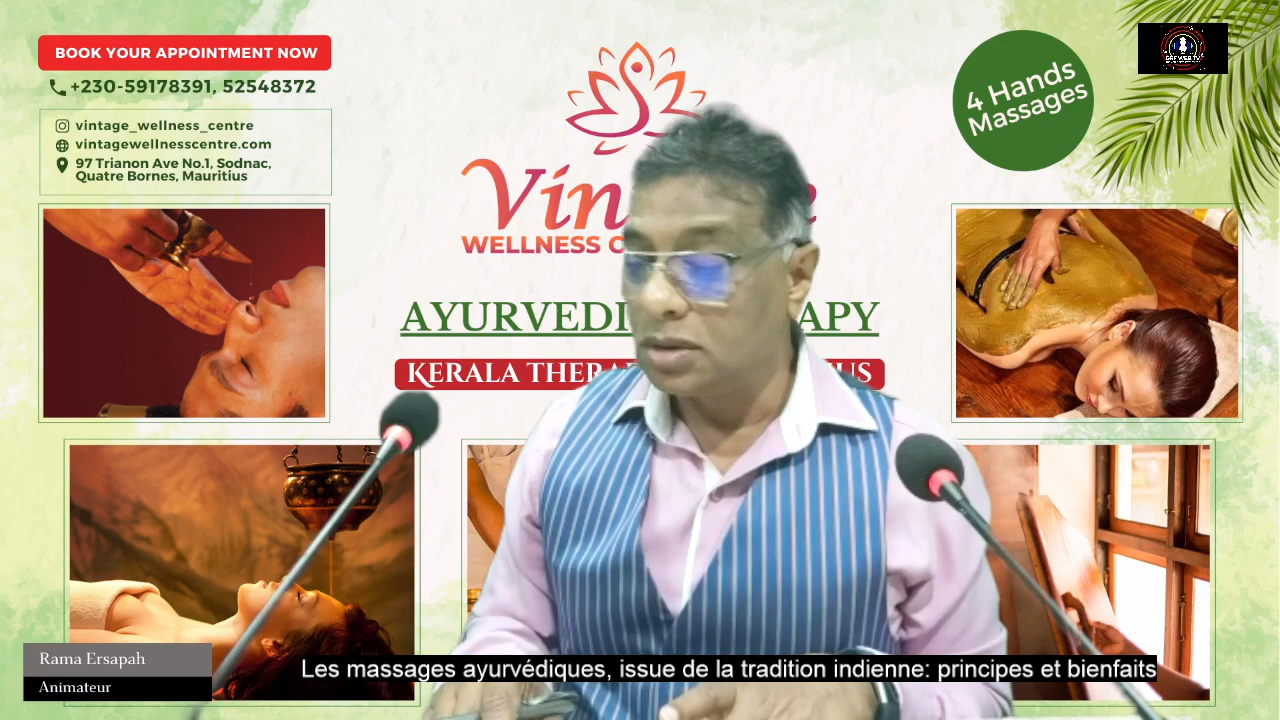 BOOK YOUR APPOINTMENT NOW
+230-59178391, 52548372
vintage_wellness_centre
vintagewellnesscentre.com
97 Trianon Ave No.1, Sodnac,
Quatre Bornes, Mauritius
4 Hands
Massages
Vin e
WELLNESS C
AYURVEDI APY
KERALA THERA US
Rama Ersapah
Animateur
Les massages ayurvédiques, issue de la tradition indienne: principes et bienfaits